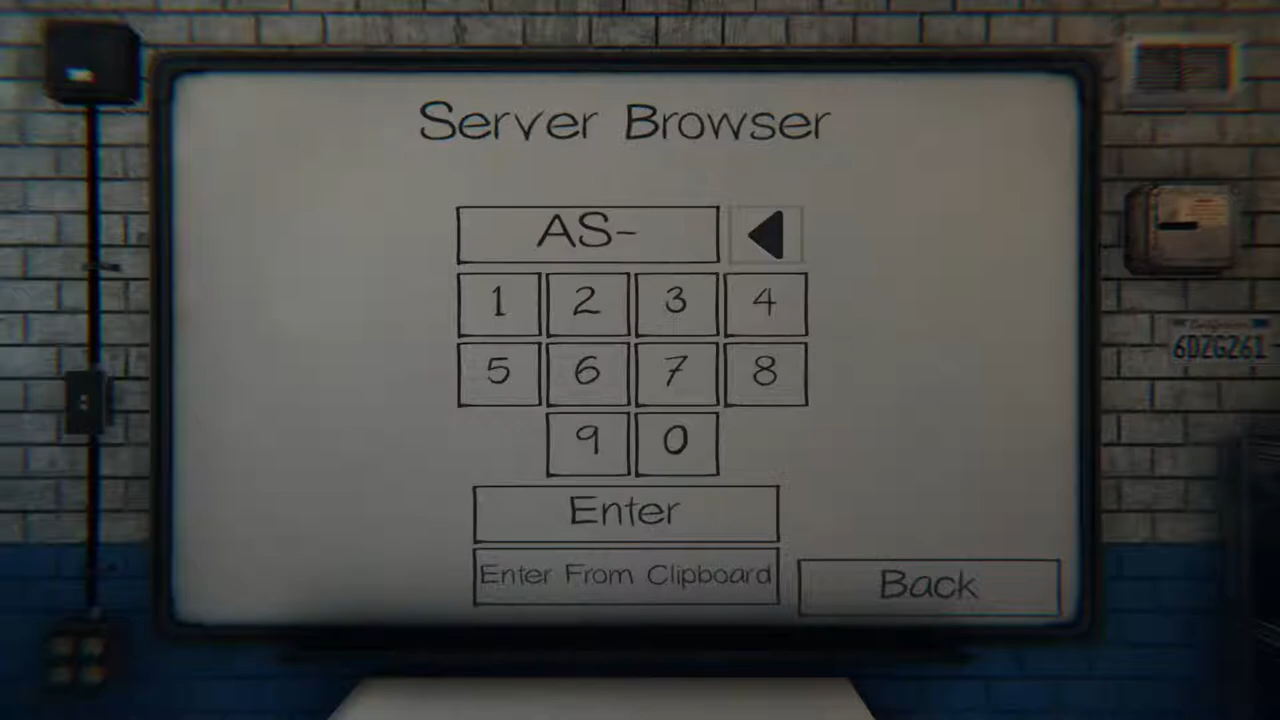 Server Browser
AS-
1 2 3 4
5 6 7 8
9 0
Enter
Enter From Clipboard
Back
6DZG261